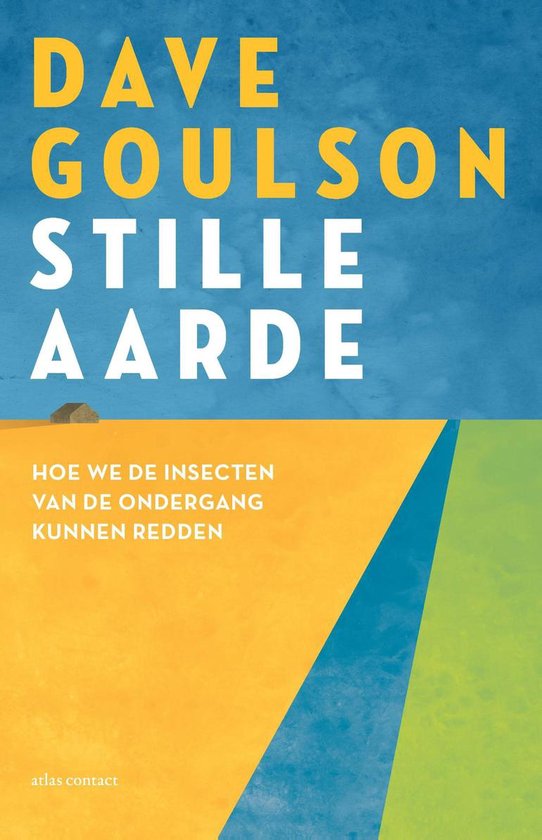 DAVE
GOULSON
STILLE
AARDE
HOE WE DE INSECTEN
VAN DE ONDERGANG
KUNNEN REDDEN
atlas contact